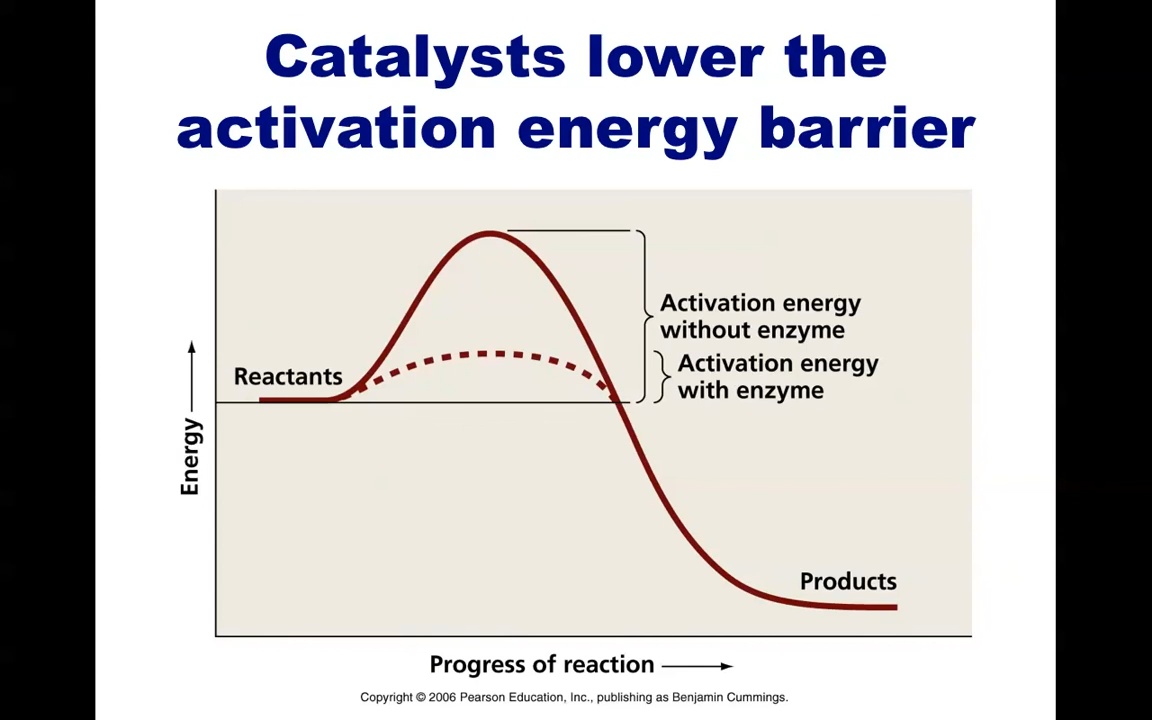 Catalysts lower the
activation energy barrier
Activation energy
without enzyme
Activation energy
with enzyme
Reactants
Energy
Products
Progress of reaction
Copyright © 2006 Pearson Education, Inc., publishing as Benjamin Cummings.